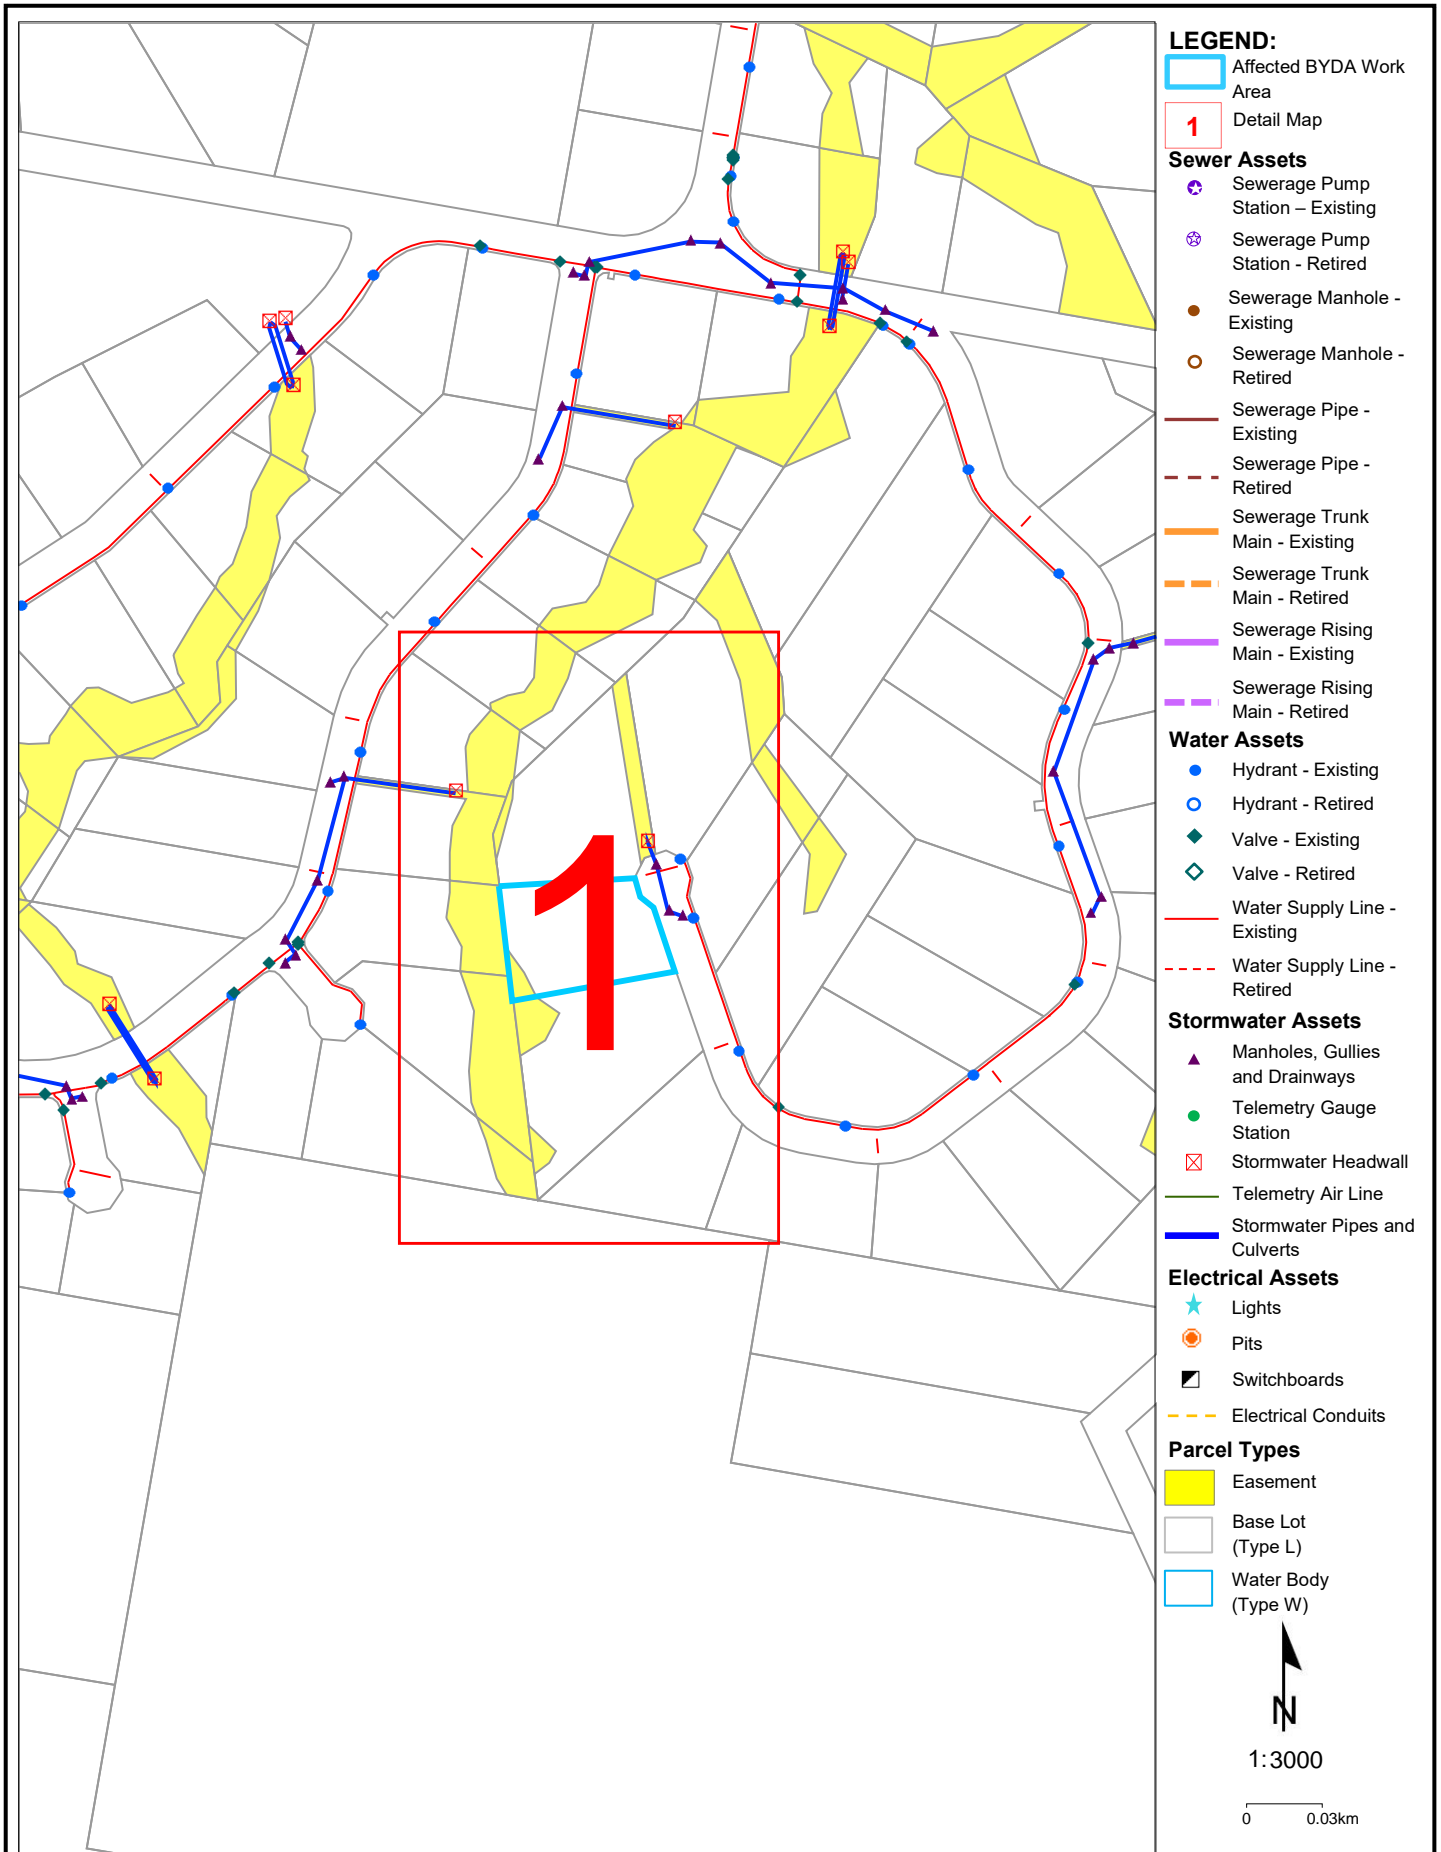 LEGEND:
Affected BYDA Work
Area
1
Detail Map
Sewer Assets
Sewerage Pump
Station – Existing
Sewerage Pump
Station - Retired
Sewerage Manhole -
Existing
Sewerage Manhole -
Retired
Sewerage Pipe -
Existing
Sewerage Pipe -
Retired
Sewerage Trunk
Main - Existing
Sewerage Trunk
Main - Retired
Sewerage Rising
Main - Existing
Sewerage Rising
Main - Retired
Water Assets
Hydrant - Existing
Hydrant - Retired
Valve - Existing
Valve - Retired
Water Supply Line -
Existing
Water Supply Line -
Retired
Stormwater Assets
Manholes, Gullies
and Drainways
Telemetry Gauge
Station
Stormwater Headwall
Telemetry Air Line
Stormwater Pipes and
Culverts
Electrical Assets
Lights
Pits
Switchboards
Electrical Conduits
Parcel Types
Easement
Base Lot
(Type L)
Water Body
(Type W)
N
1:3000
0 0.03km
1